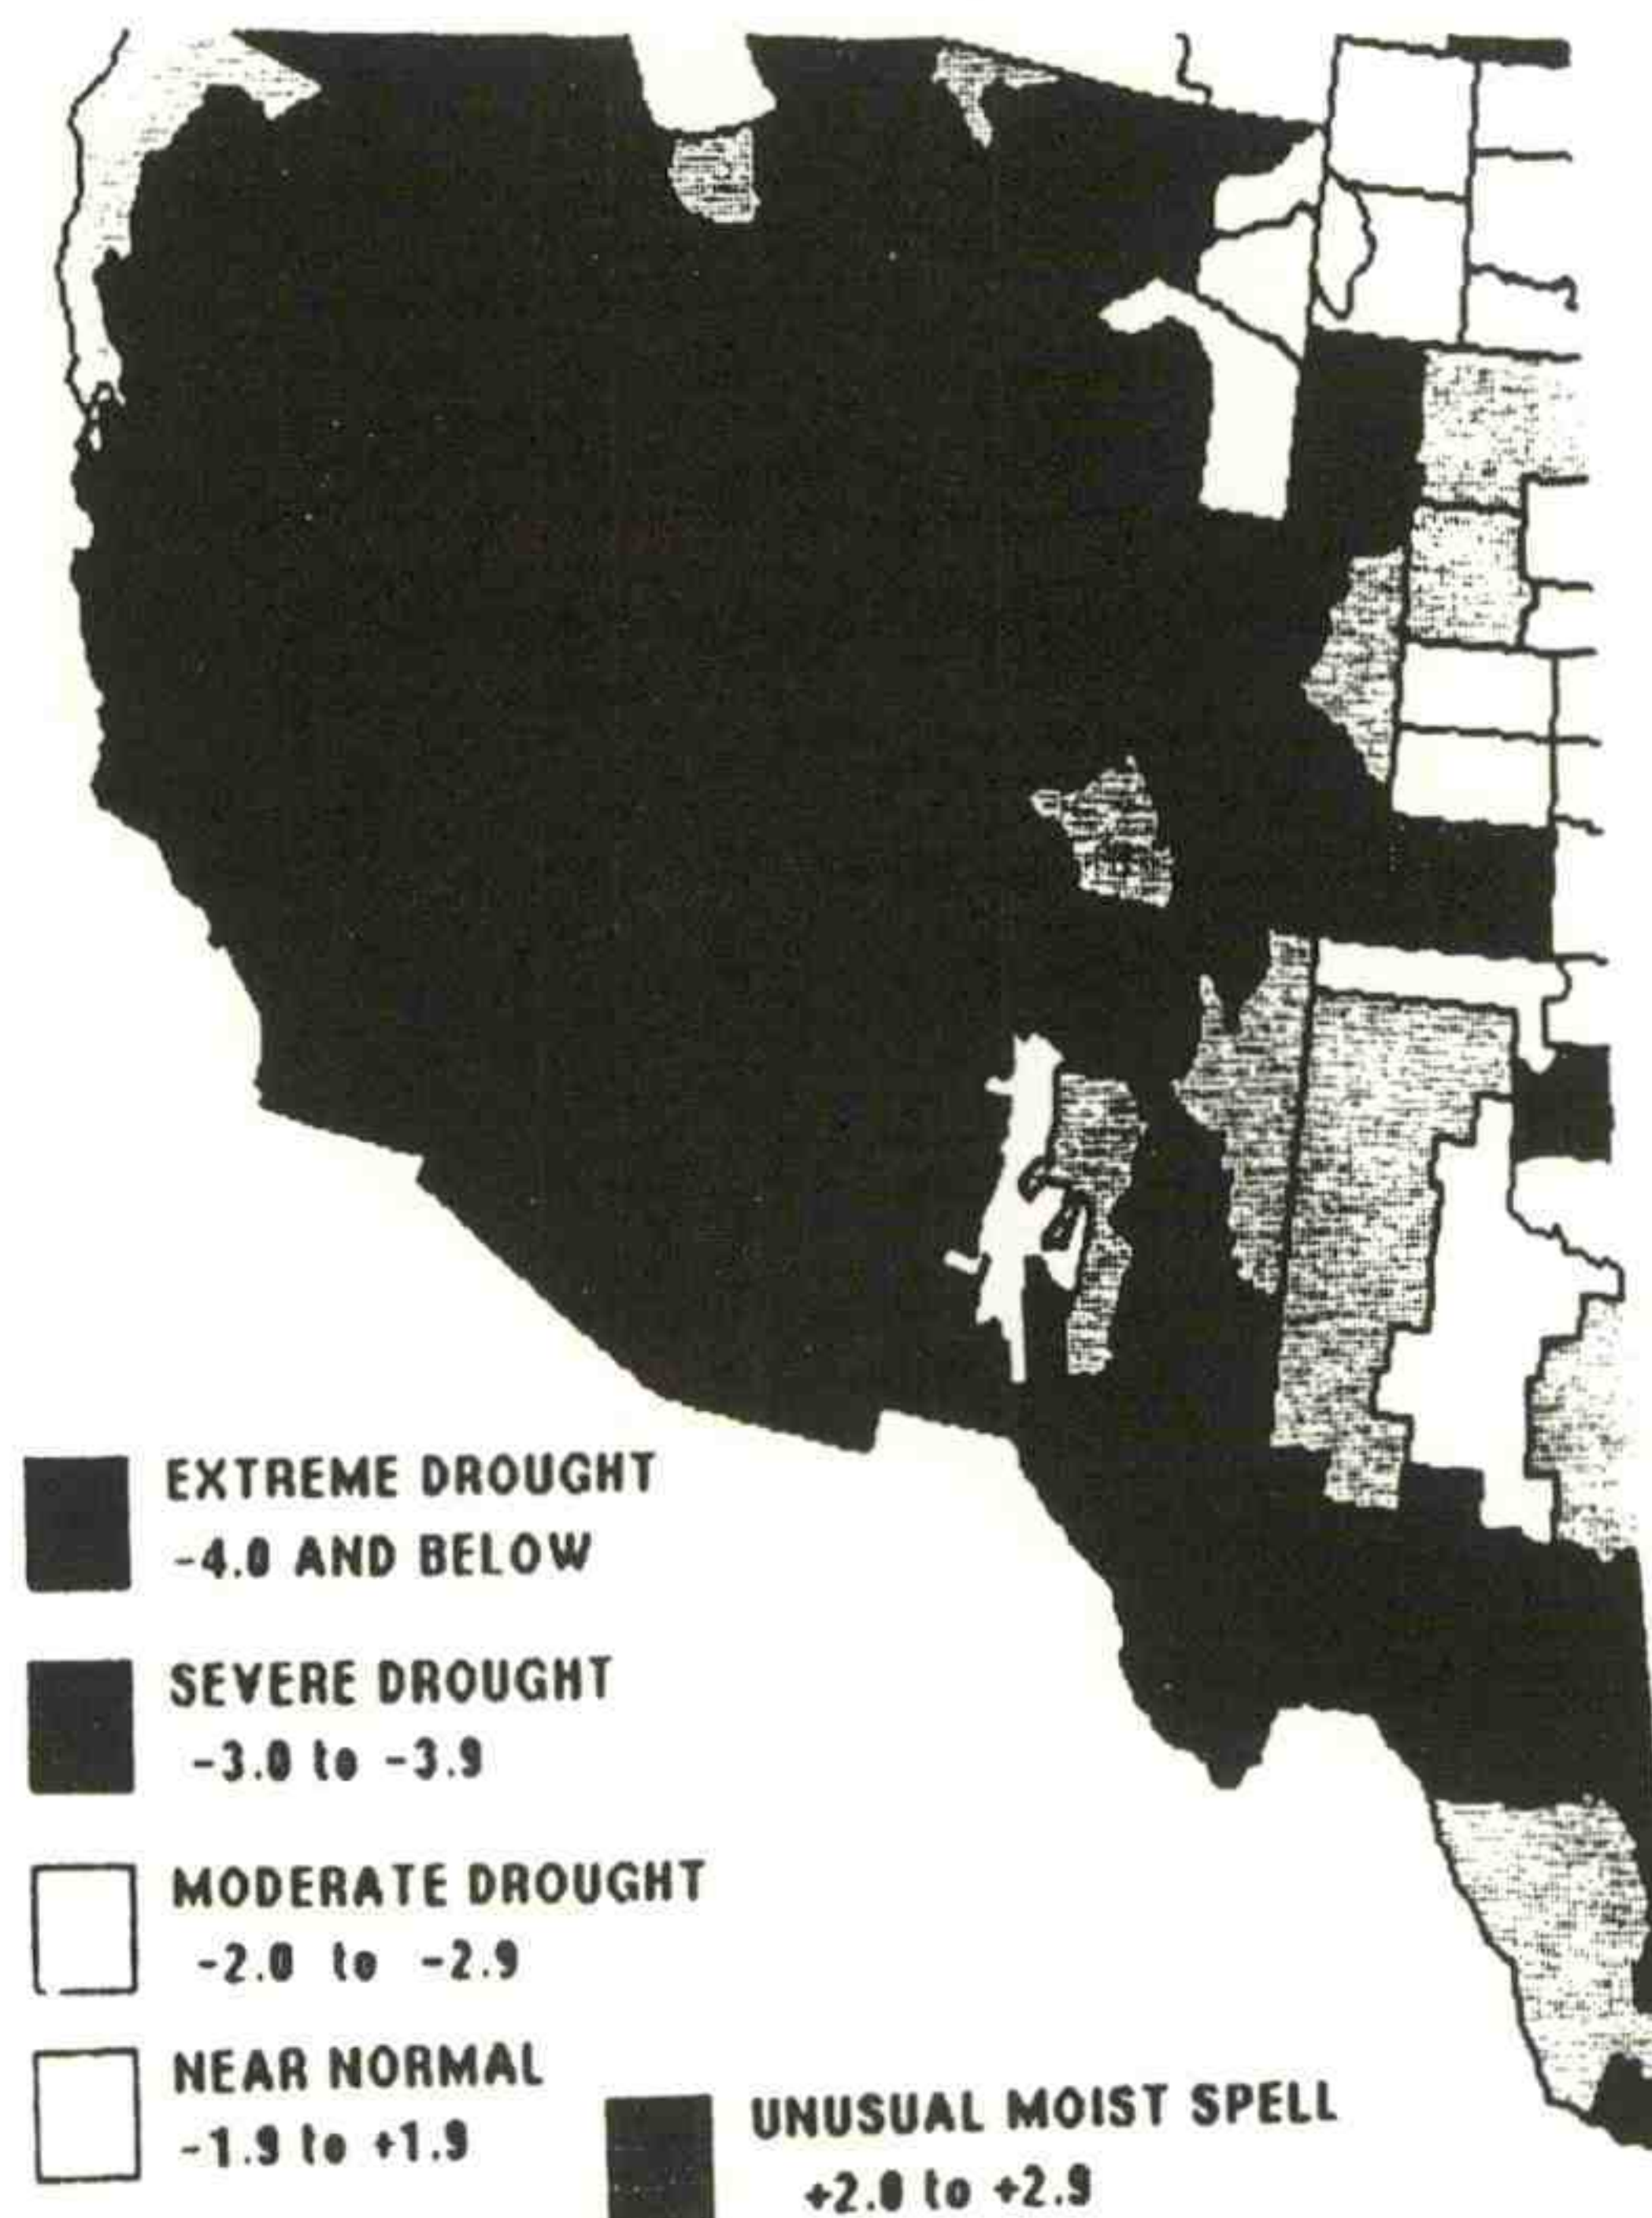 EXTREME DROUGHT
-4.0 AND BELOW
SEVERE DROUGHT
-3.0 to -3.9
MODERATE DROUGHT
-2.0 to -2.9
NEAR NORMAL
-1.9 to +1.9
UNUSUAL MOIST SPELL
+2.0 to +2.9